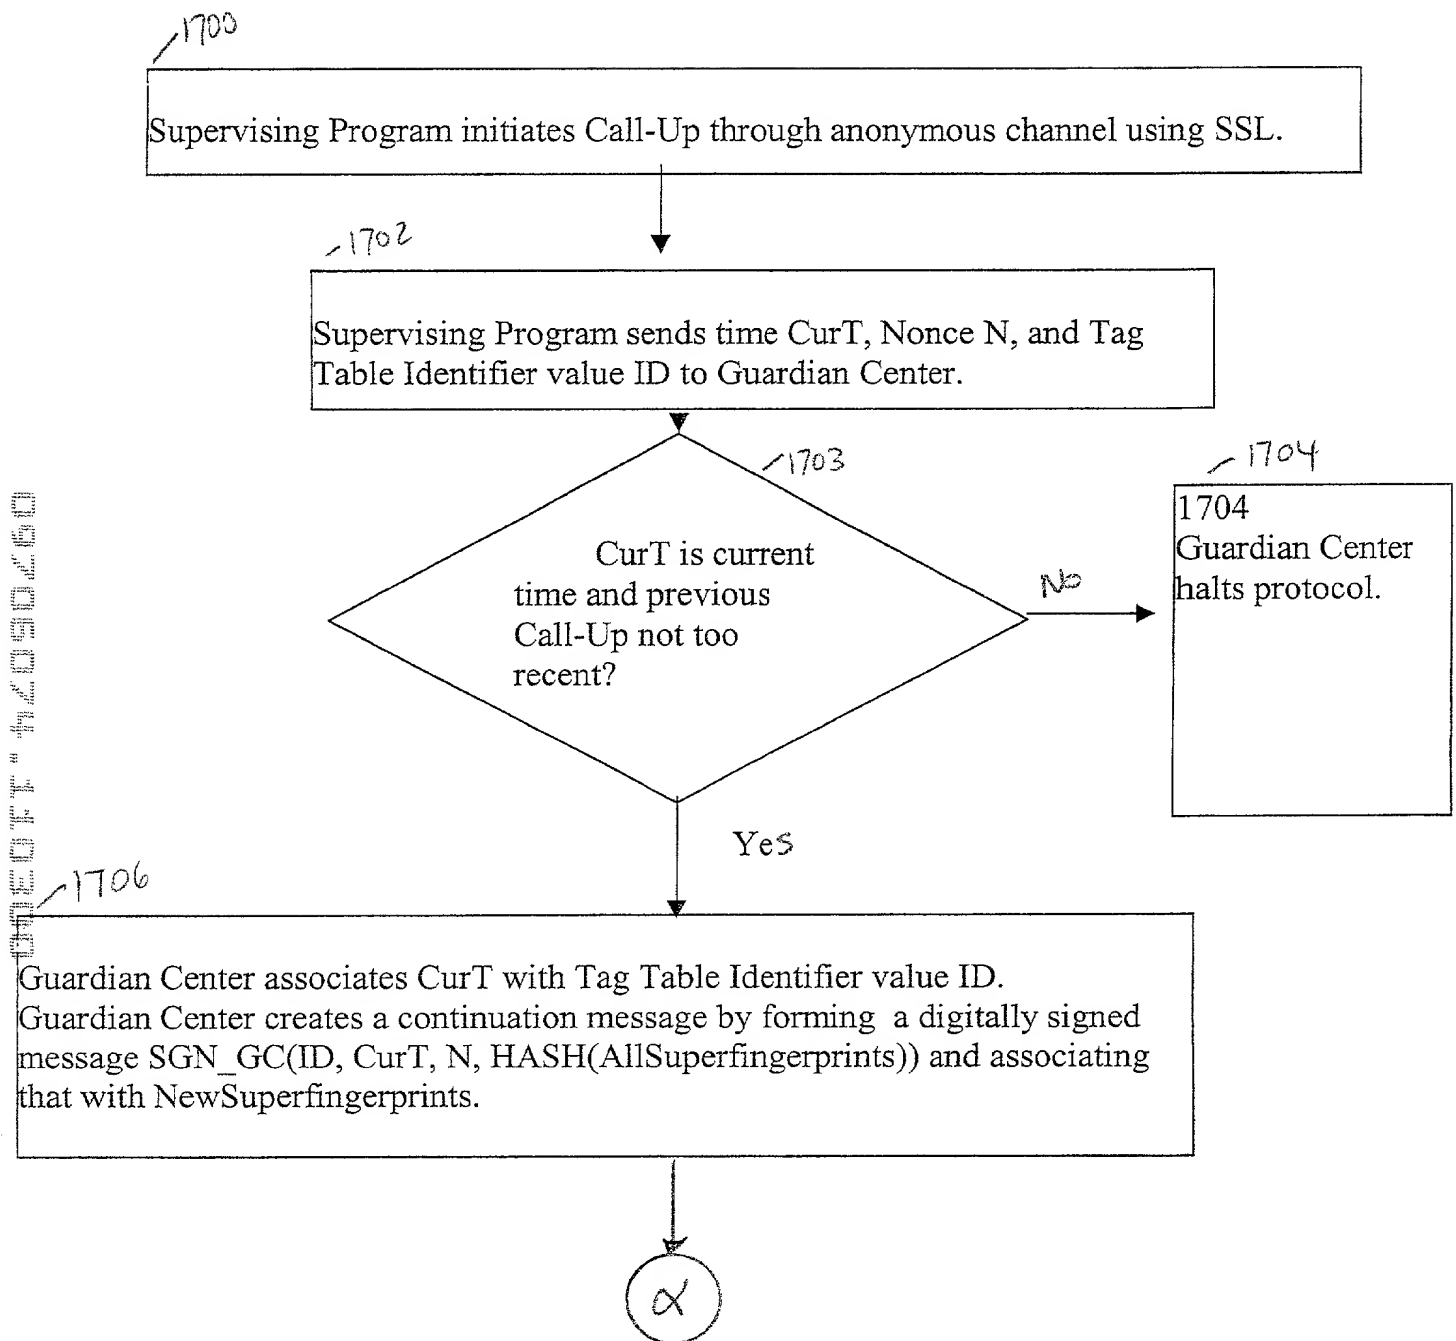 1700
Supervising Program initiates Call-Up through anonymous channel using SSL.
1702
Supervising Program sends time CurT, Nonce N, and Tag
Table Identifier value ID to Guardian Center.
1703
CurT is current
time and previous
Call-Up not too
recent?
No
1704
1704
Guardian Center
halts protocol.
Yes
1706
Guardian Center associates CurT with Tag Table Identifier value ID.
Guardian Center creates a continuation message by forming a digitally signed
message SGN_GC(ID, CurT, N, HASH(AllSuperfingerprints)) and associating
that with NewSuperfingerprints.
α